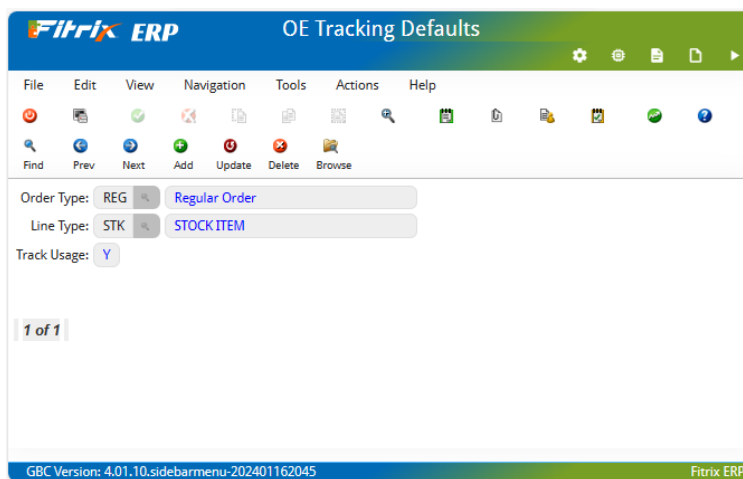 Fitrix ERP OE Tracking Defaults
File Edit View Navigation Tools Actions Help
Find Prev Next Add Update Delete Browse
Order Type: REG Regular Order
Line Type: STK STOCK ITEM
Track Usage: Y
1 of 1
GBC Version: 4.01.10.sidebarmenu-202401162045 Fitrix ERP